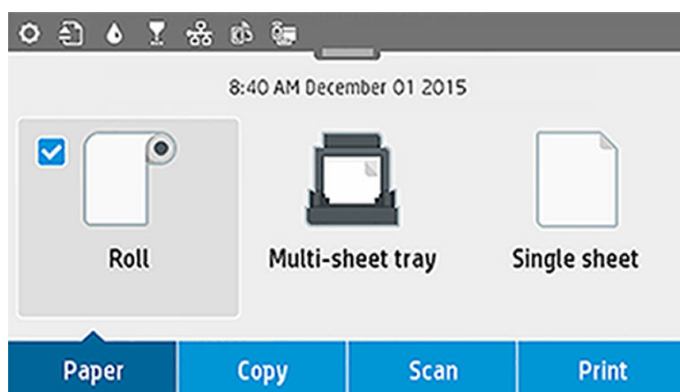 8:40 AM December 01 2015
Roll Multi-sheet tray Single sheet
Paper Copy Scan Print